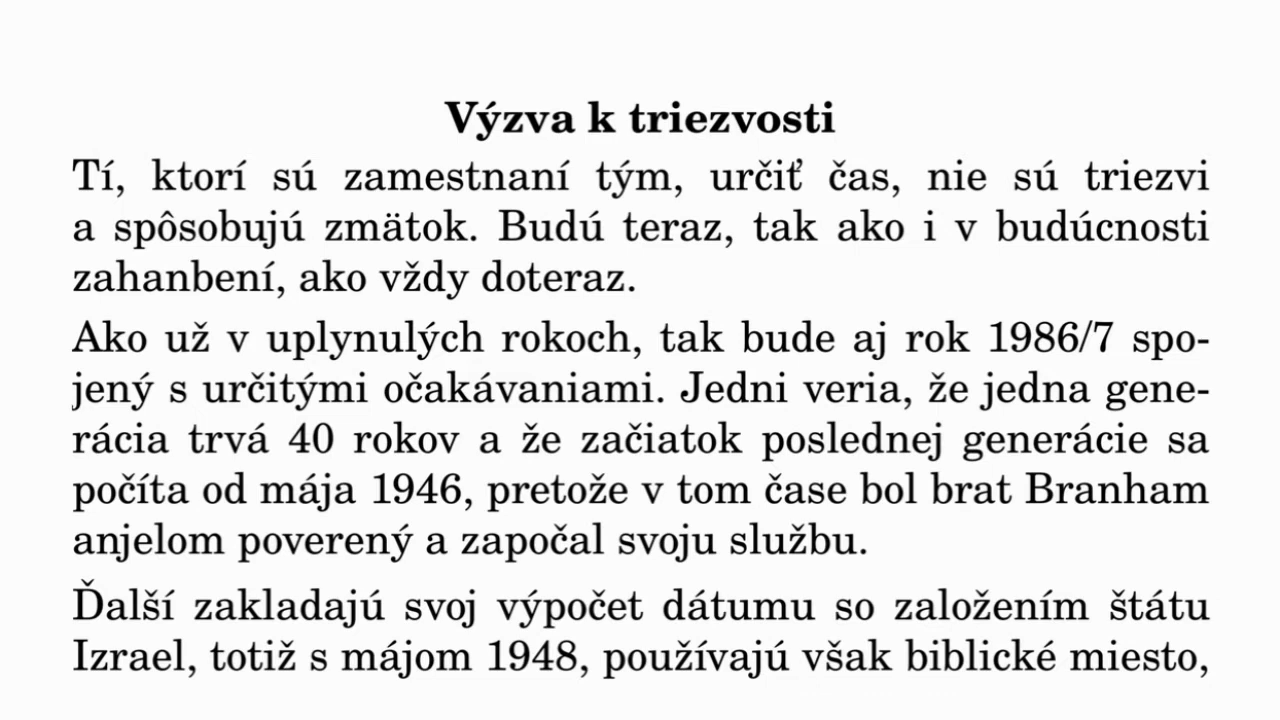 Výzva k triezvosti
Tí, ktorí sú zamestnaní tým, určiť čas, nie sú triezvi
a spôsobujú zmätok. Budú teraz, tak ako i v budúcnosti
zahanbení, ako vždy doteraz.
Ako už v uplynulých rokoch, tak bude aj rok 1986/7 spo-
jený s určitými očakávaniami. Jedni veria, že jedna gene-
rácia trvá 40 rokov a že začiatok poslednej generácie sa
počíta od mája 1946, pretože v tom čase bol brat Branham
anjelom poverený a započal svoju službu.
Ďalší zakladajú svoj výpočet dátumu so založením štátu
Izrael, totiž s májom 1948, používajú však biblické miesto,